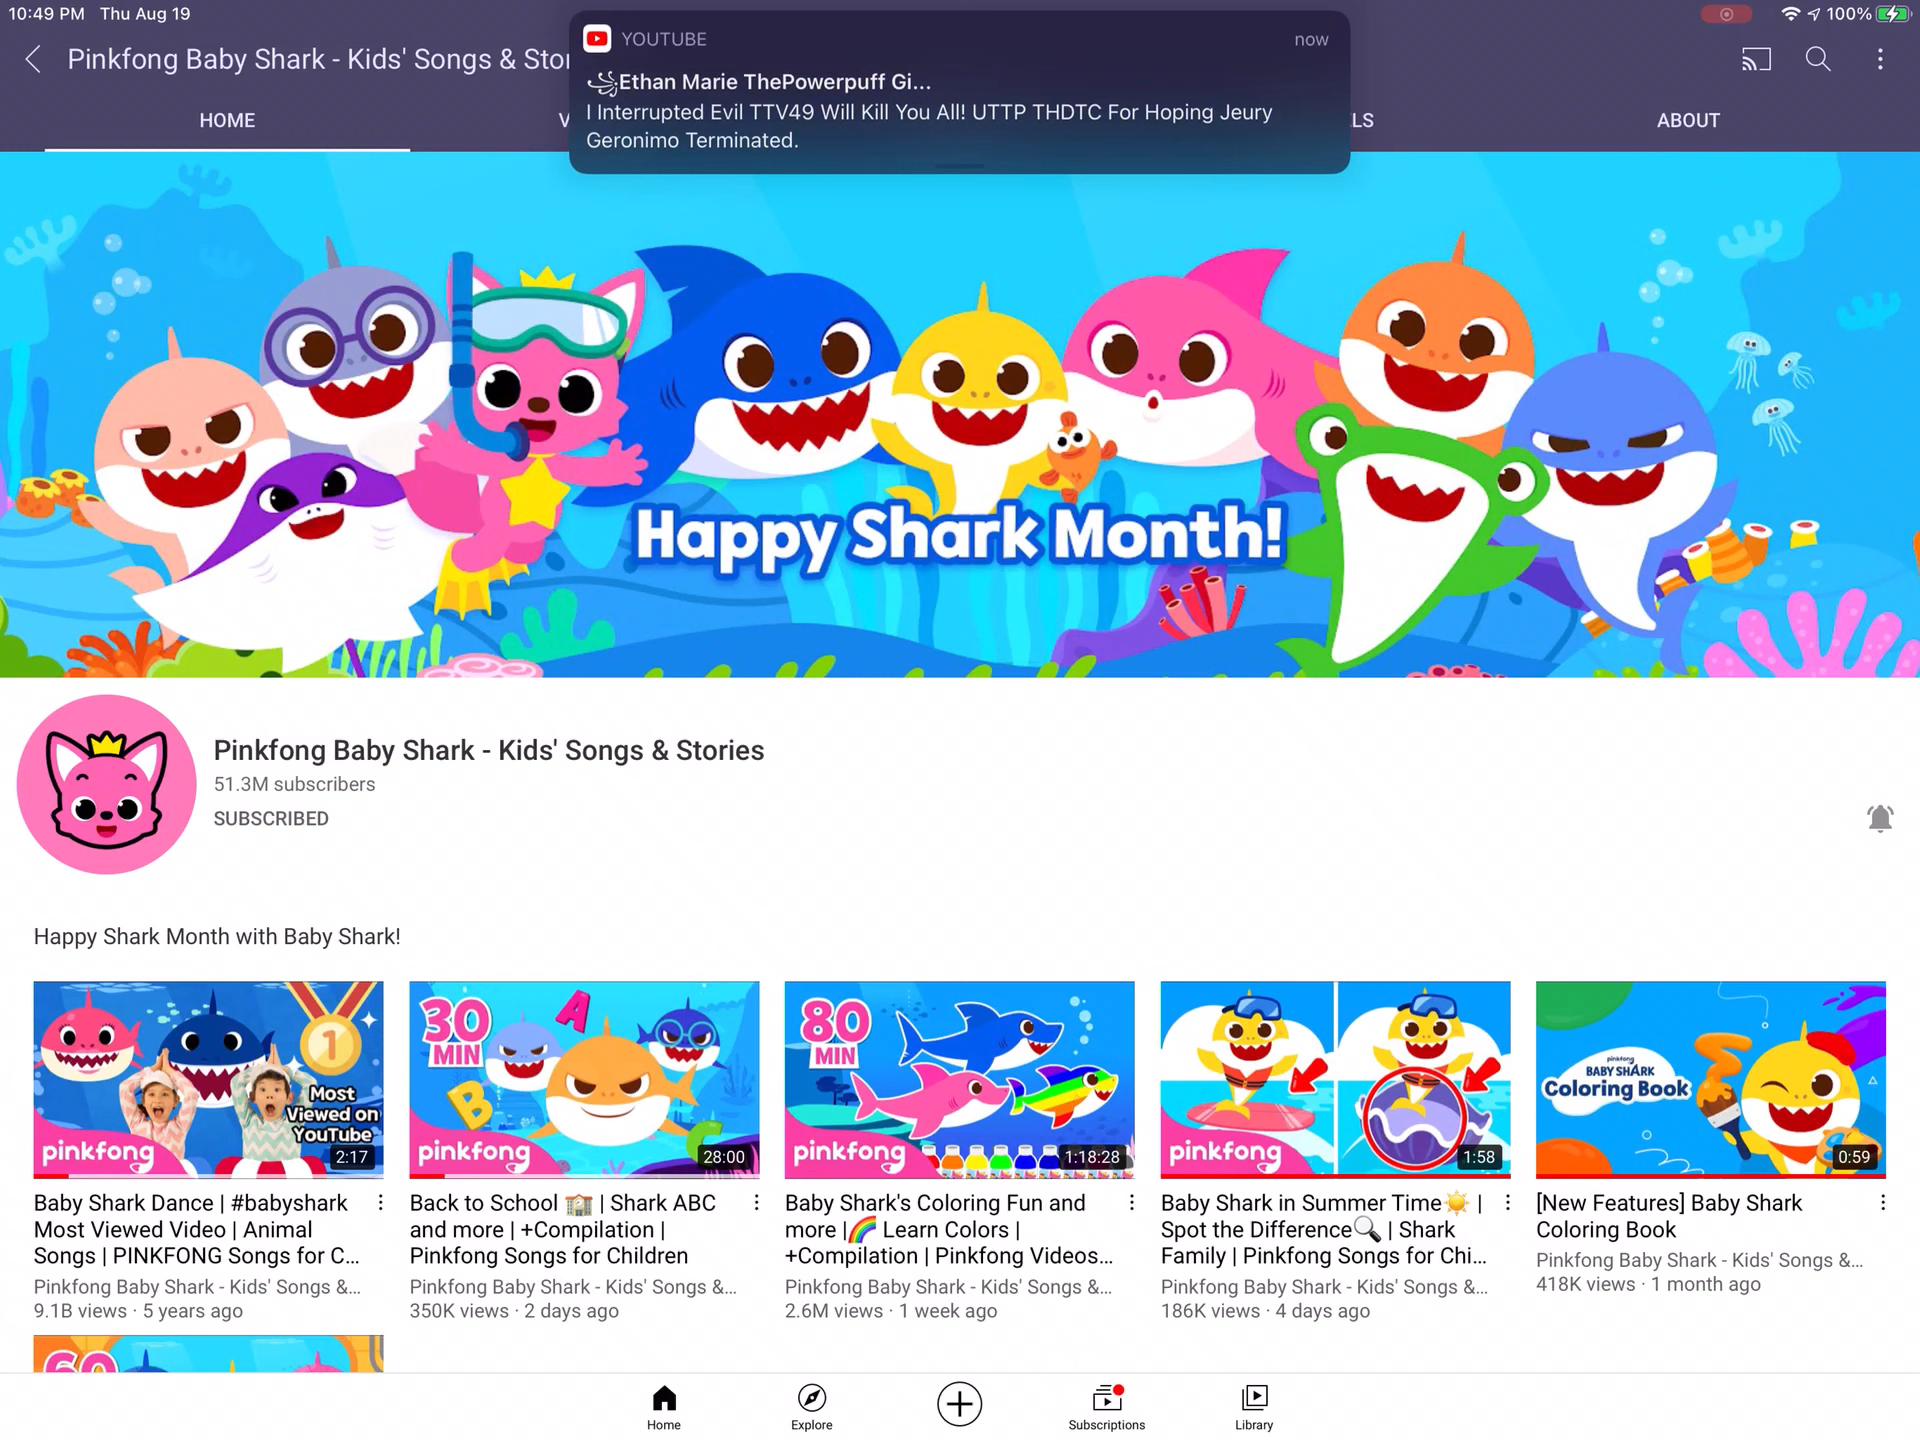 10:49 PM Thu Aug 19
100%
Pinkfong Baby Shark - Kids' Songs & Stor
YOUTUBE
now
Ethan Marie ThePowerpuff Gi...
I Interrupted Evil TTV49 Will Kill You All! UTTP THDTC For Hoping Jeury
Geronimo Terminated.
HOME
V
LS
ABOUT
Happy Shark Month!
Pinkfong Baby Shark - Kids' Songs & Stories
51.3M subscribers
SUBSCRIBED
Happy Shark Month with Baby Shark!
1
Most
Viewed on
YouTube
pinkfong
2:17
30
MIN
A
B
C
pinkfong
28:00
80
MIN
pinkfong
1:18:28
pinkfong
1:58
pinkfong
BABY SHARK
Coloring Book
0:59
Baby Shark Dance | #babyshark
Most Viewed Video | Animal
Songs | PINKFONG Songs for C...
Pinkfong Baby Shark - Kids' Songs &...
9.1B views · 5 years ago
Back to School 🏫 | Shark ABC
and more | +Compilation |
Pinkfong Songs for Children
Pinkfong Baby Shark - Kids' Songs &...
350K views · 2 days ago
Baby Shark's Coloring Fun and
more |🌈 Learn Colors |
+Compilation | Pinkfong Videos...
Pinkfong Baby Shark - Kids' Songs &...
2.6M views · 1 week ago
Baby Shark in Summer Time☀️ |
Spot the Difference🔍 | Shark
Family | Pinkfong Songs for Chi...
Pinkfong Baby Shark - Kids' Songs &...
186K views · 4 days ago
[New Features] Baby Shark
Coloring Book
Pinkfong Baby Shark - Kids' Songs &...
418K views · 1 month ago
60
Home
Explore
Subscriptions
Library